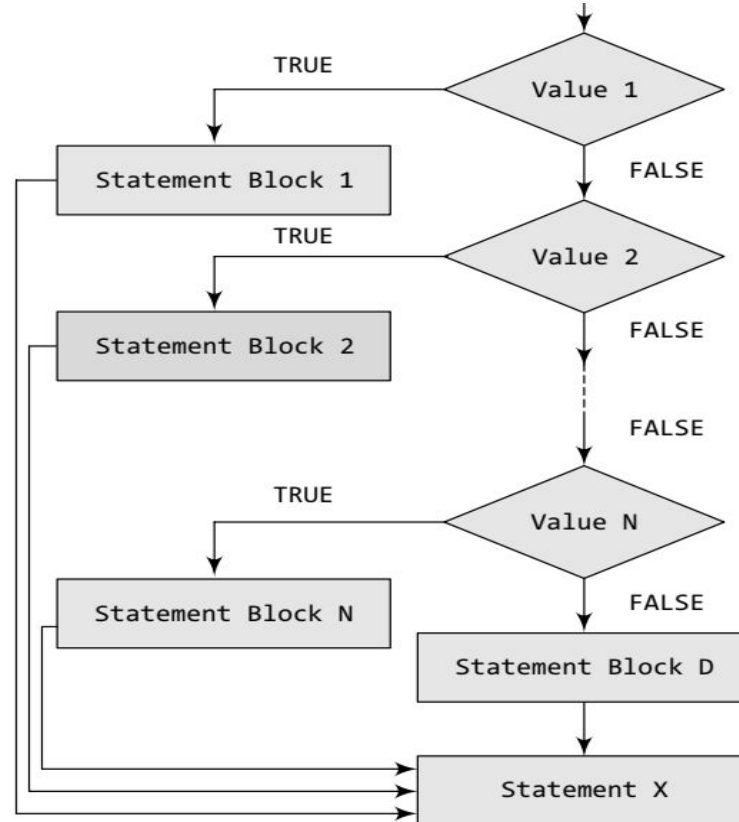 TRUE
Value 1
Statement Block 1
FALSE
TRUE
Value 2
Statement Block 2
FALSE
FALSE
TRUE
Value N
Statement Block N
FALSE
Statement Block D
Statement X